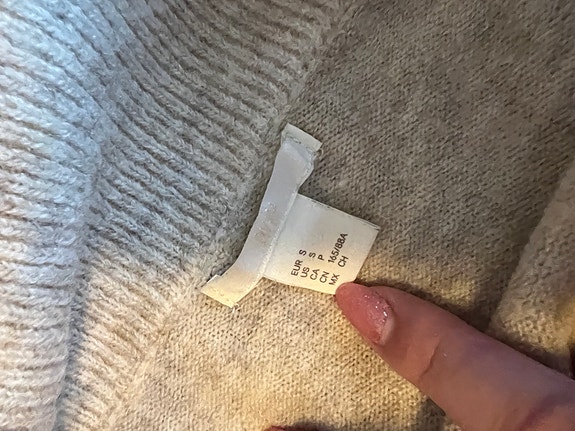 EUR S
US S
CA P
CN 165/88A
MX CH